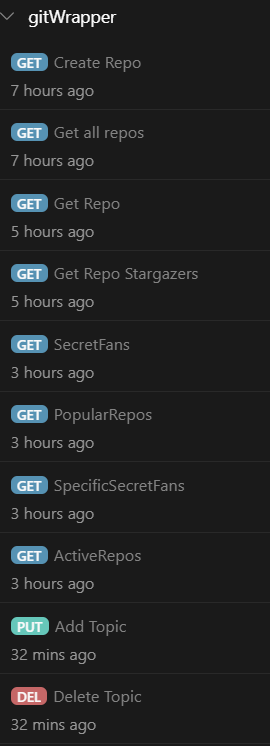 gitWrapper
GET Create Repo
7 hours ago
GET Get all repos
7 hours ago
GET Get Repo
5 hours ago
GET Get Repo Stargazers
5 hours ago
GET SecretFans
3 hours ago
GET PopularRepos
3 hours ago
GET SpecificSecretFans
3 hours ago
GET ActiveRepos
3 hours ago
PUT Add Topic
32 mins ago
DEL Delete Topic
32 mins ago